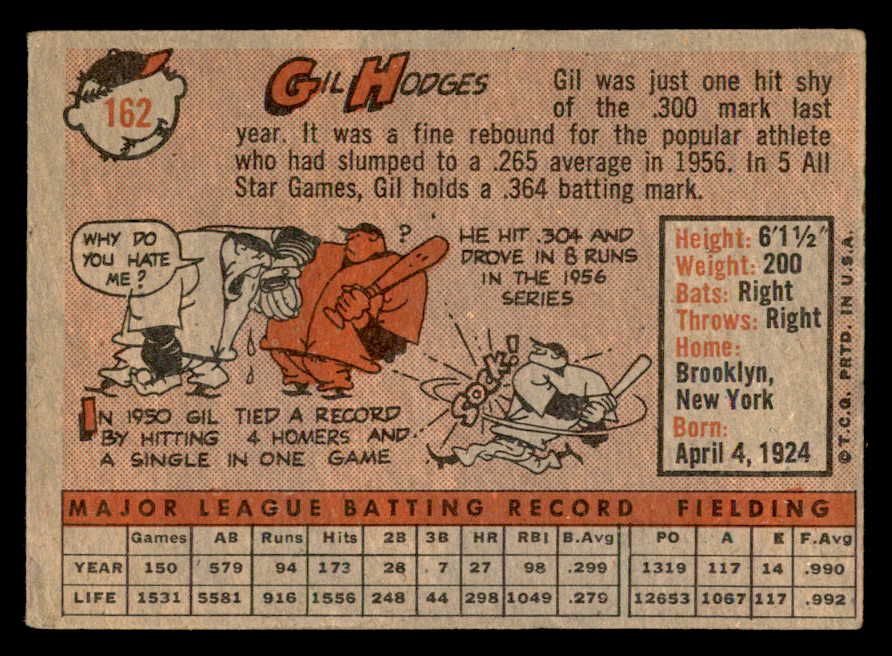 162
GIL HODGES
Gil was just one hit shy
of the .300 mark last
year. It was a fine rebound for the popular athlete
who had slumped to a .265 average in 1956. In 5 All
Star Games, Gil holds a .364 batting mark.
WHY DO
YOU HATE
ME?
?
HE HIT .304 AND
DROVE IN 8 RUNS
IN THE 1956
SERIES
SOCK!
IN 1950 GIL TIED A RECORD
BY HITTING 4 HOMERS AND
A SINGLE IN ONE GAME
Height: 6'1½"
Weight: 200
Bats: Right
Throws: Right
Home:
Brooklyn,
New York
Born:
April 4, 1924
© T.C.G. PRTD. IN U.S.A.
MAJOR LEAGUE BATTING RECORD FIELDING
Games AB Runs Hits 2B 3B HR RBI B.Avg PO A E F.Avg
YEAR 150 579 94 173 28 7 27 98 .299 1319 117 14 .990
LIFE 1531 5581 916 1556 248 44 298 1049 .279 12653 1067 117 .992